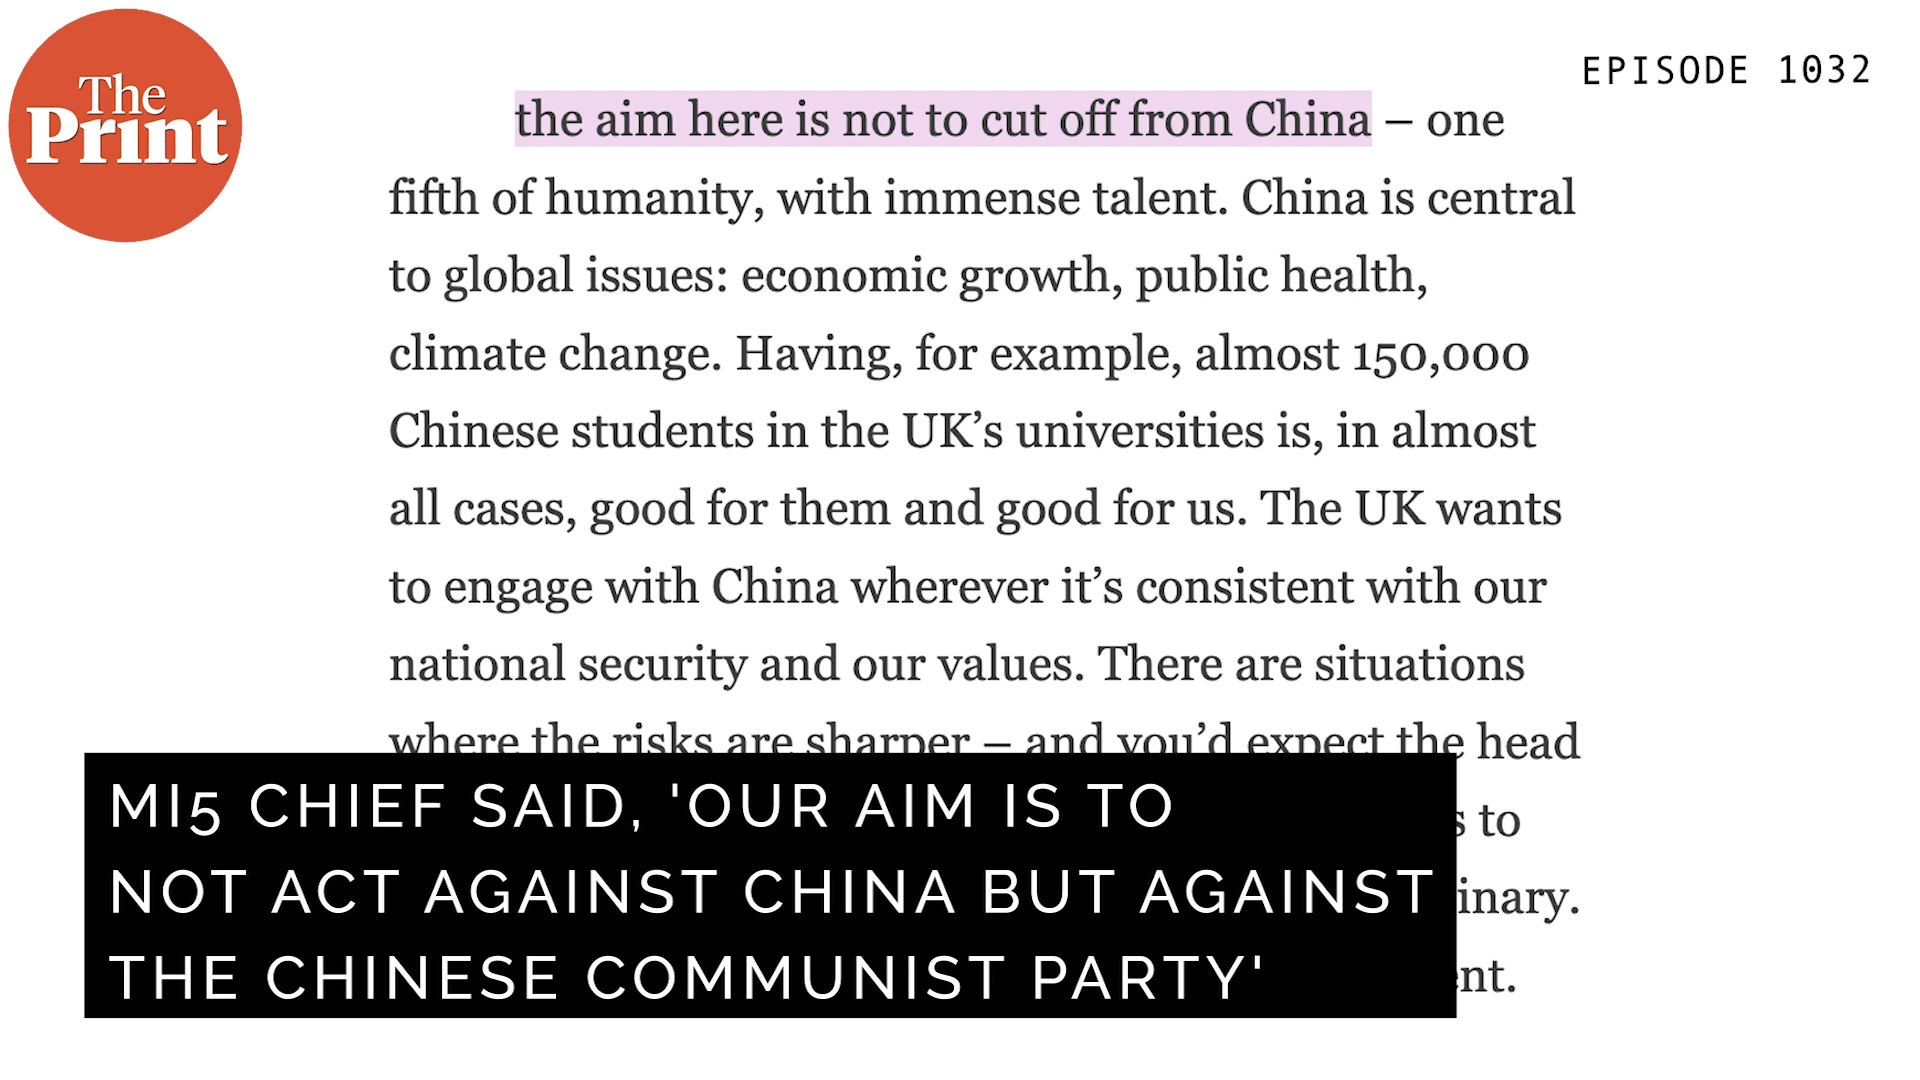 The
Print
EPISODE 1032
the aim here is not to cut off from China – one
fifth of humanity, with immense talent. China is central
to global issues: economic growth, public health,
climate change. Having, for example, almost 150,000
Chinese students in the UK’s universities is, in almost
all cases, good for them and good for us. The UK wants
to engage with China wherever it’s consistent with our
national security and our values. There are situations
where the risks are sharper – and you’d expect the head
to
MI5 CHIEF SAID, 'OUR AIM IS TO
NOT ACT AGAINST CHINA BUT AGAINST
THE CHINESE COMMUNIST PARTY'